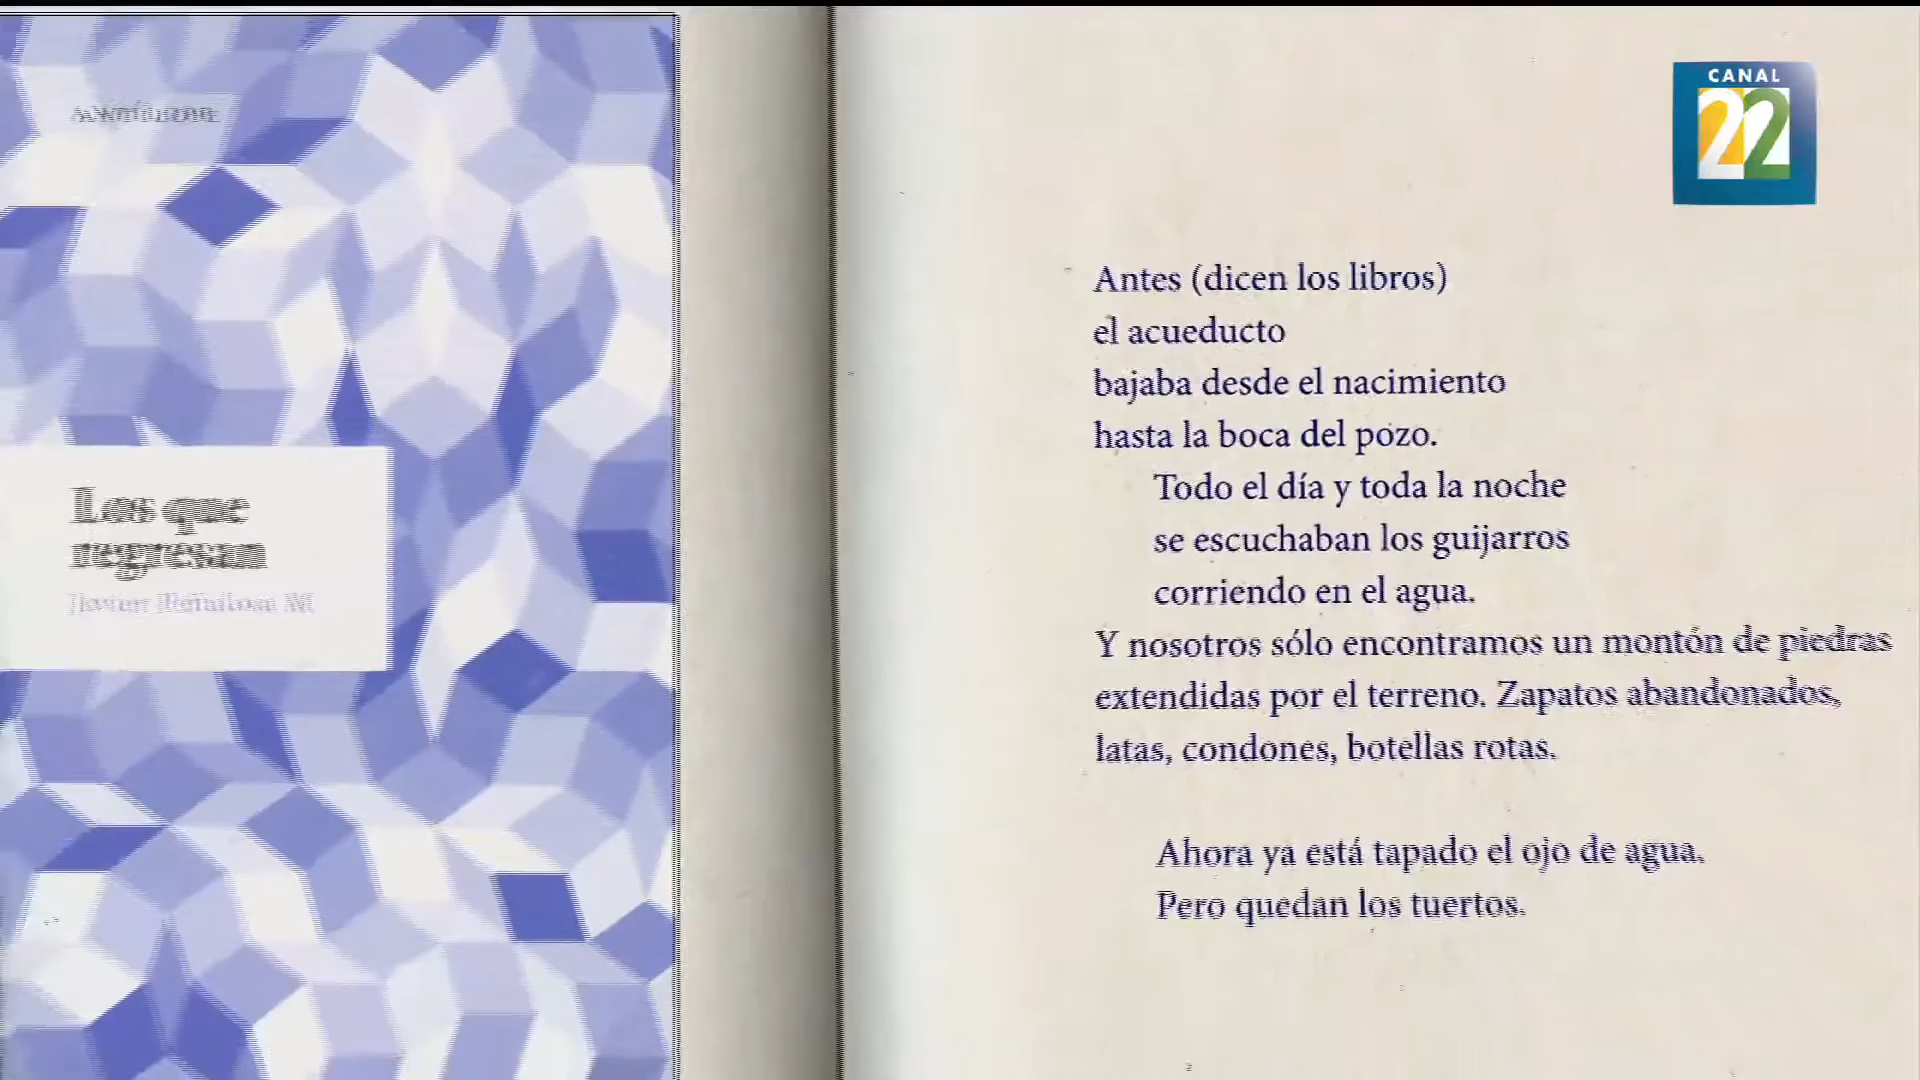 Los que
regresan
Javier Peñalosa M.
CANAL
22
Antes (dicen los libros)
el acueducto
bajaba desde el nacimiento
hasta la boca del pozo.
Todo el día y toda la noche
se escuchaban los guijarros
corriendo en el agua.
Y nosotros sólo encontramos un montón de piedras
extendidas por el terreno. Zapatos abandonados,
latas, condones, botellas rotas.
Ahora ya está tapado el ojo de agua.
Pero quedan los tuertos.